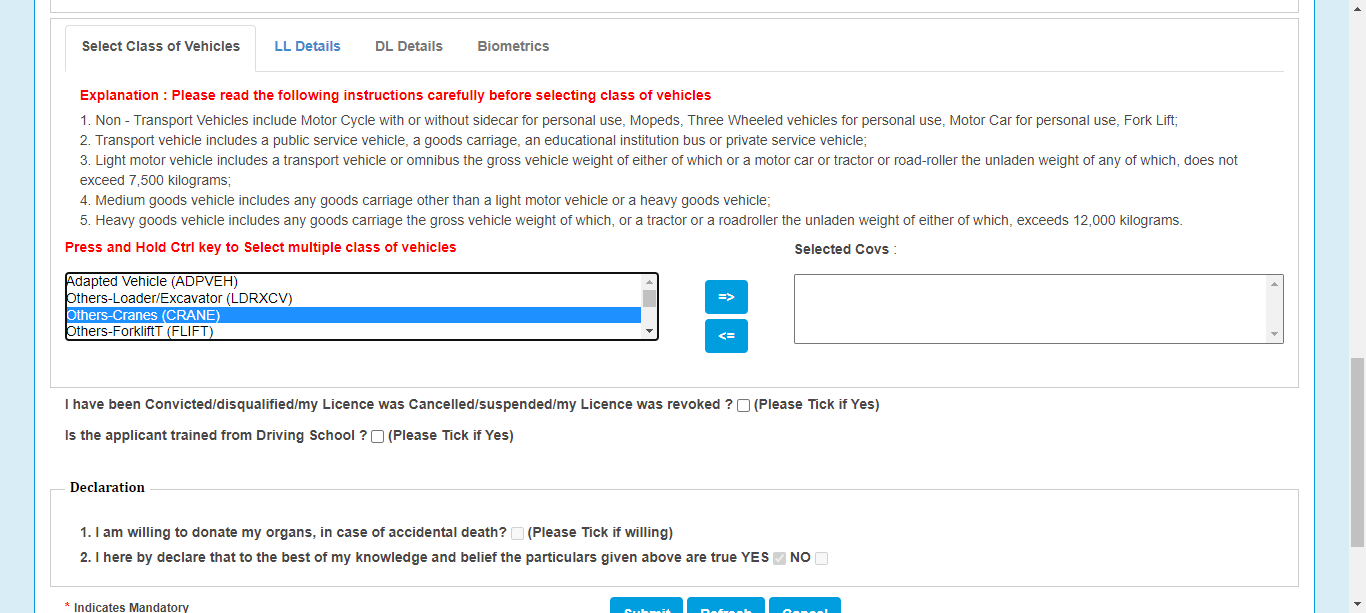 Select Class of Vehicles LL Details DL Details Biometrics
Explanation : Please read the following instructions carefully before selecting class of vehicles
1. Non - Transport Vehicles include Motor Cycle with or without sidecar for personal use, Mopeds, Three Wheeled vehicles for personal use, Motor Car for personal use, Fork Lift;
2. Transport vehicle includes a public service vehicle, a goods carriage, an educational institution bus or private service vehicle;
3. Light motor vehicle includes a transport vehicle or omnibus the gross vehicle weight of either of which or a motor car or tractor or road-roller the unladen weight of any of which, does not
exceed 7,500 kilograms;
4. Medium goods vehicle includes any goods carriage other than a light motor vehicle or a heavy goods vehicle;
5. Heavy goods vehicle includes any goods carriage the gross vehicle weight of which, or a tractor or a roadroller the unladen weight of either of which, exceeds 12,000 kilograms.
Press and Hold Ctrl key to Select multiple class of vehicles
Selected Covs :
Adapted Vehicle (ADPVEH)
Others-Loader/Excavator (LDRXCV)
Others-Cranes (CRANE)
Others-ForkliftT (FLIFT)
=>
<=
I have been Convicted/disqualified/my Licence was Cancelled/suspended/my Licence was revoked ? (Please Tick if Yes)
Is the applicant trained from Driving School ? (Please Tick if Yes)
Declaration
1. I am willing to donate my organs, in case of accidental death? (Please Tick if willing)
2. I here by declare that to the best of my knowledge and belief the particulars given above are true YES NO
* Indicates Mandatory
Submit Refresh Cancel